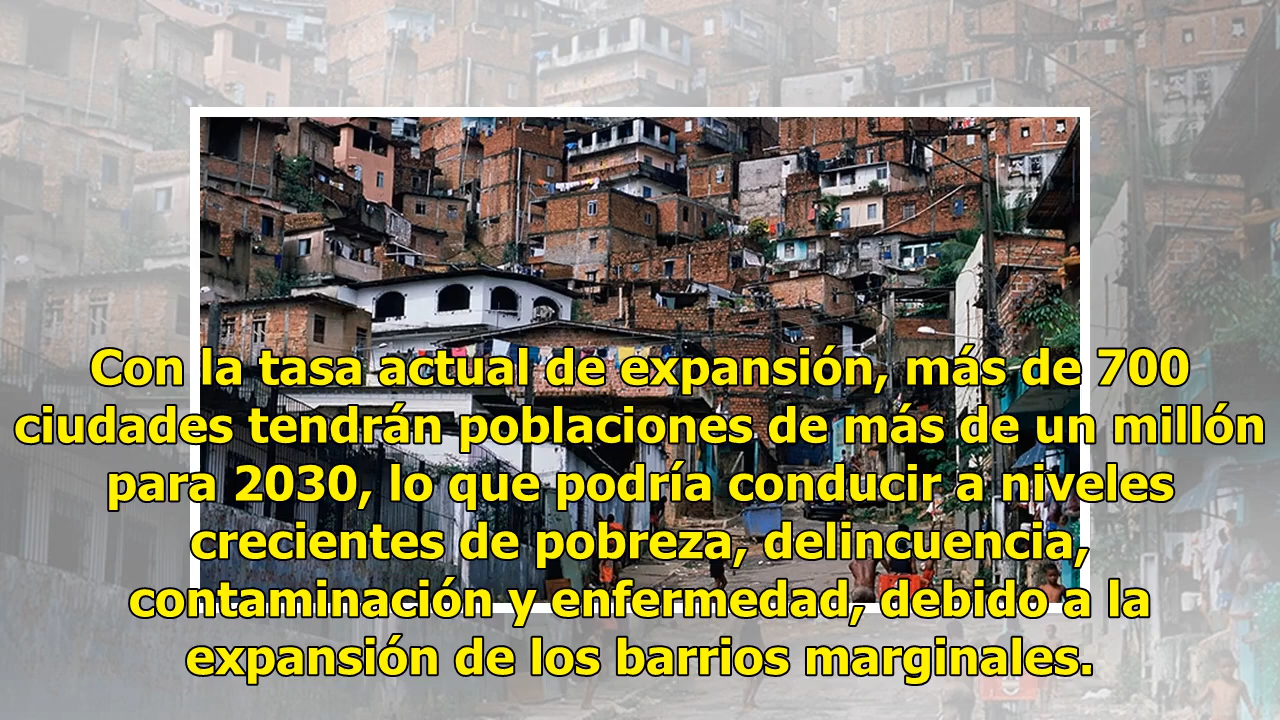 Con la tasa actual de expansión, más de 700
ciudades tendrán poblaciones de más de un millón
para 2030, lo que podría conducir a niveles
crecientes de pobreza, delincuencia,
contaminación y enfermedad, debido a la
expansión de los barrios marginales.